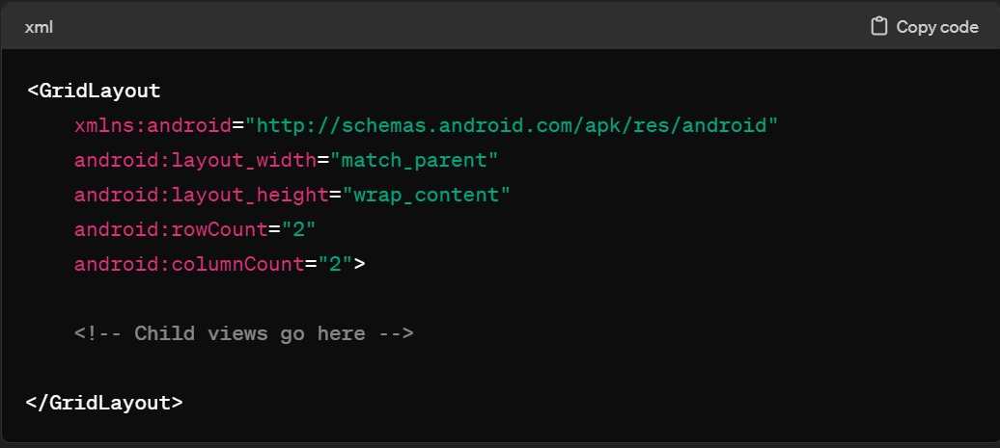 xml
Copy code
<GridLayout
xmlns:android="http://schemas.android.com/apk/res/android"
android:layout_width="match_parent"
android:layout_height="wrap_content"
android:rowCount="2"
android:columnCount="2">
<!-- Child views go here -->
</GridLayout>